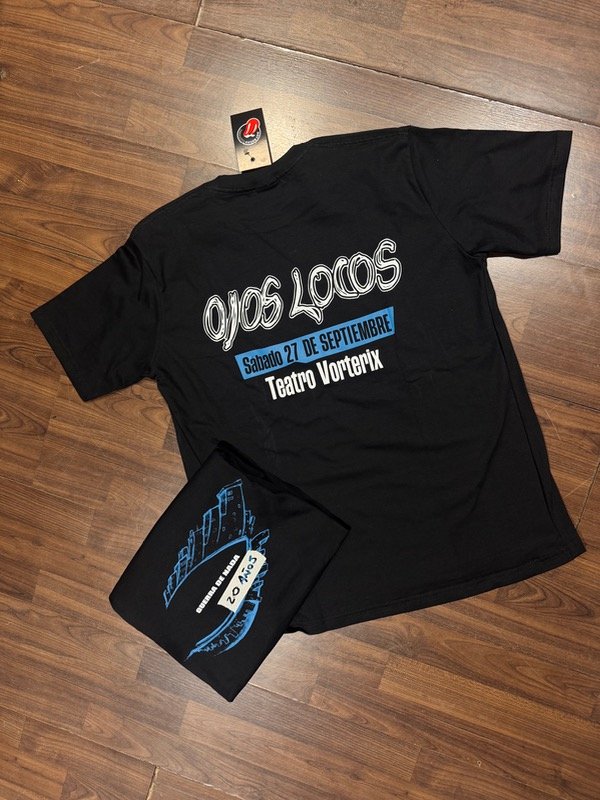 OJOS LOCOS
Sabado 27 DE SEPTIEMBRE
Teatro Vorterix
GUERRA DE NADA
20 AÑOS